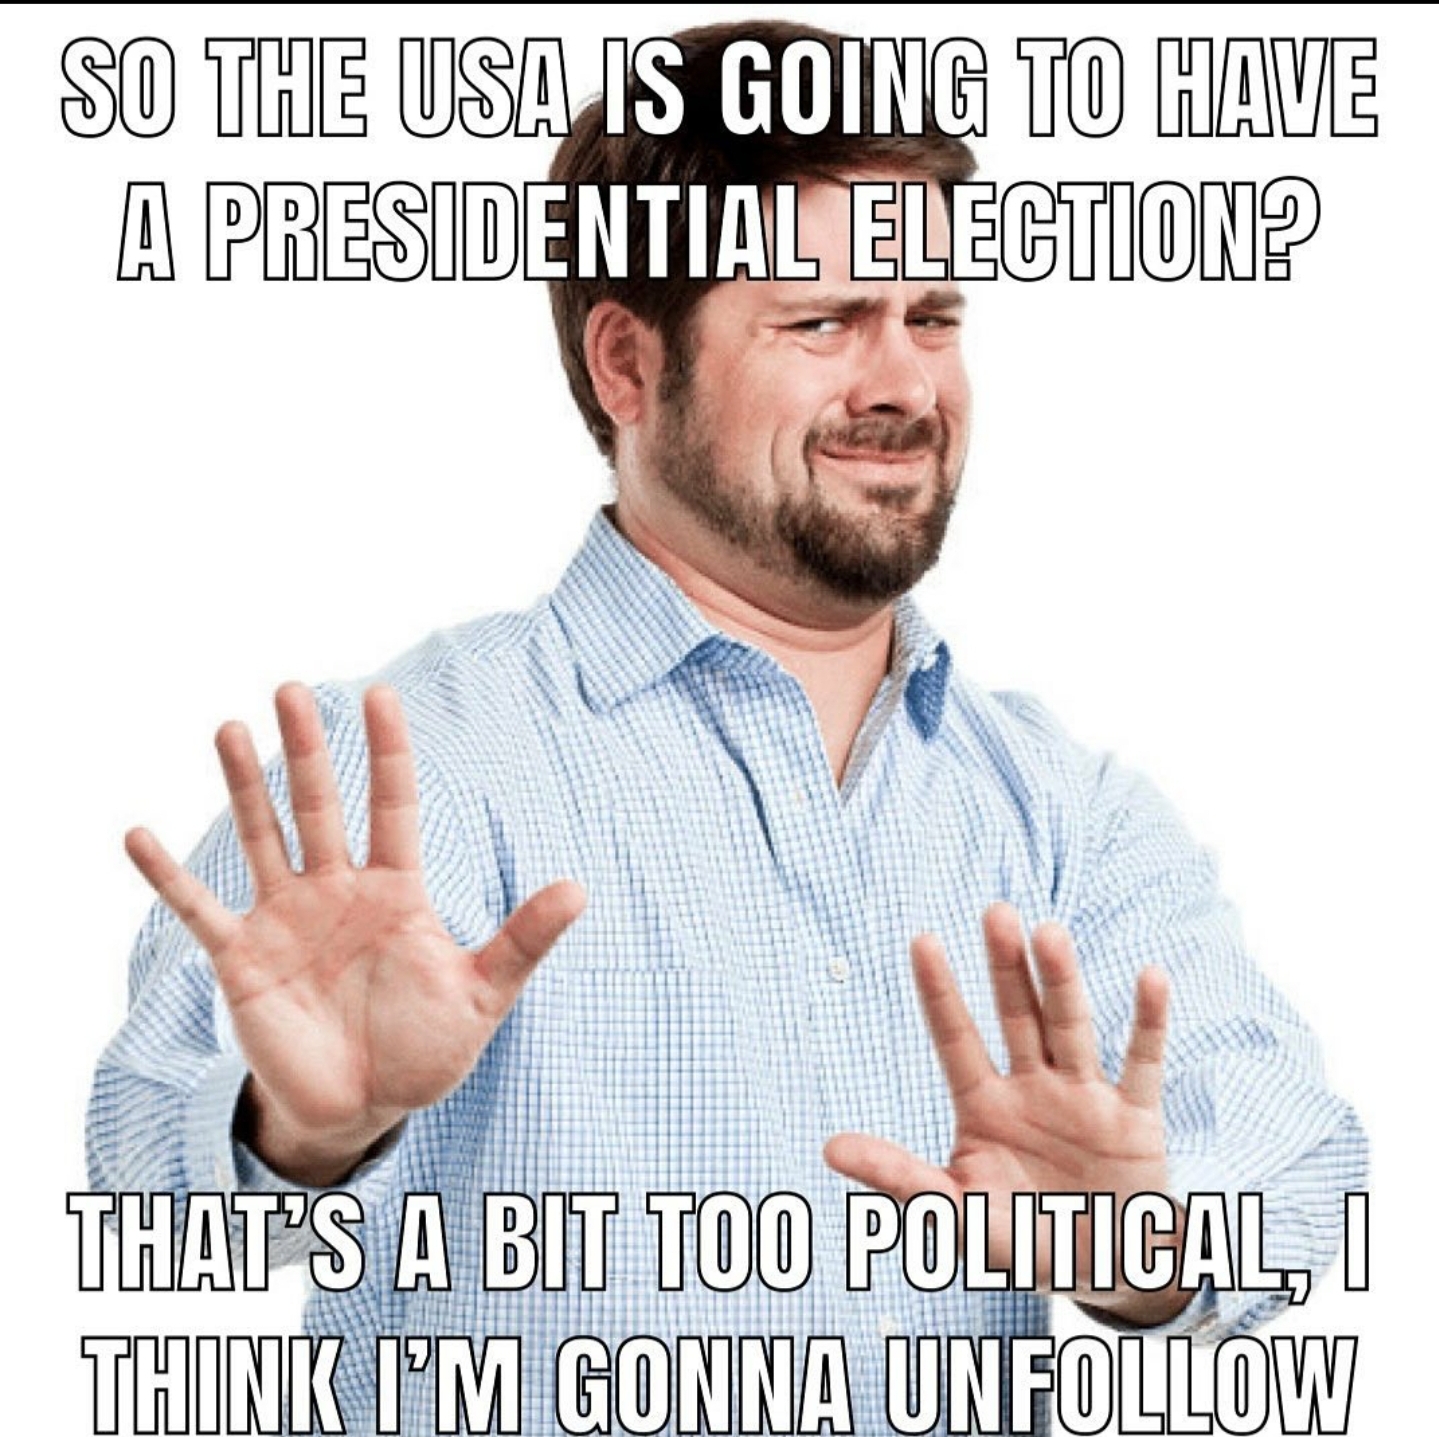 SO THE USA IS GOING TO HAVE
A PRESIDENTIAL ELECTION?
THAT’S A BIT TOO POLITICAL, I
THINK I’M GONNA UNFOLLOW